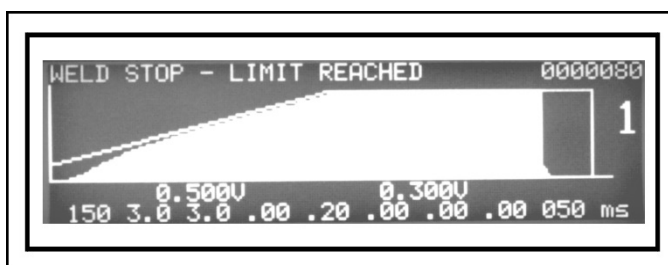 WELD STOP - LIMIT REACHED 0000080
1
0.500V 0.300V
150 3.0 3.0 .00 .20 .00 .00 .00 050 ms